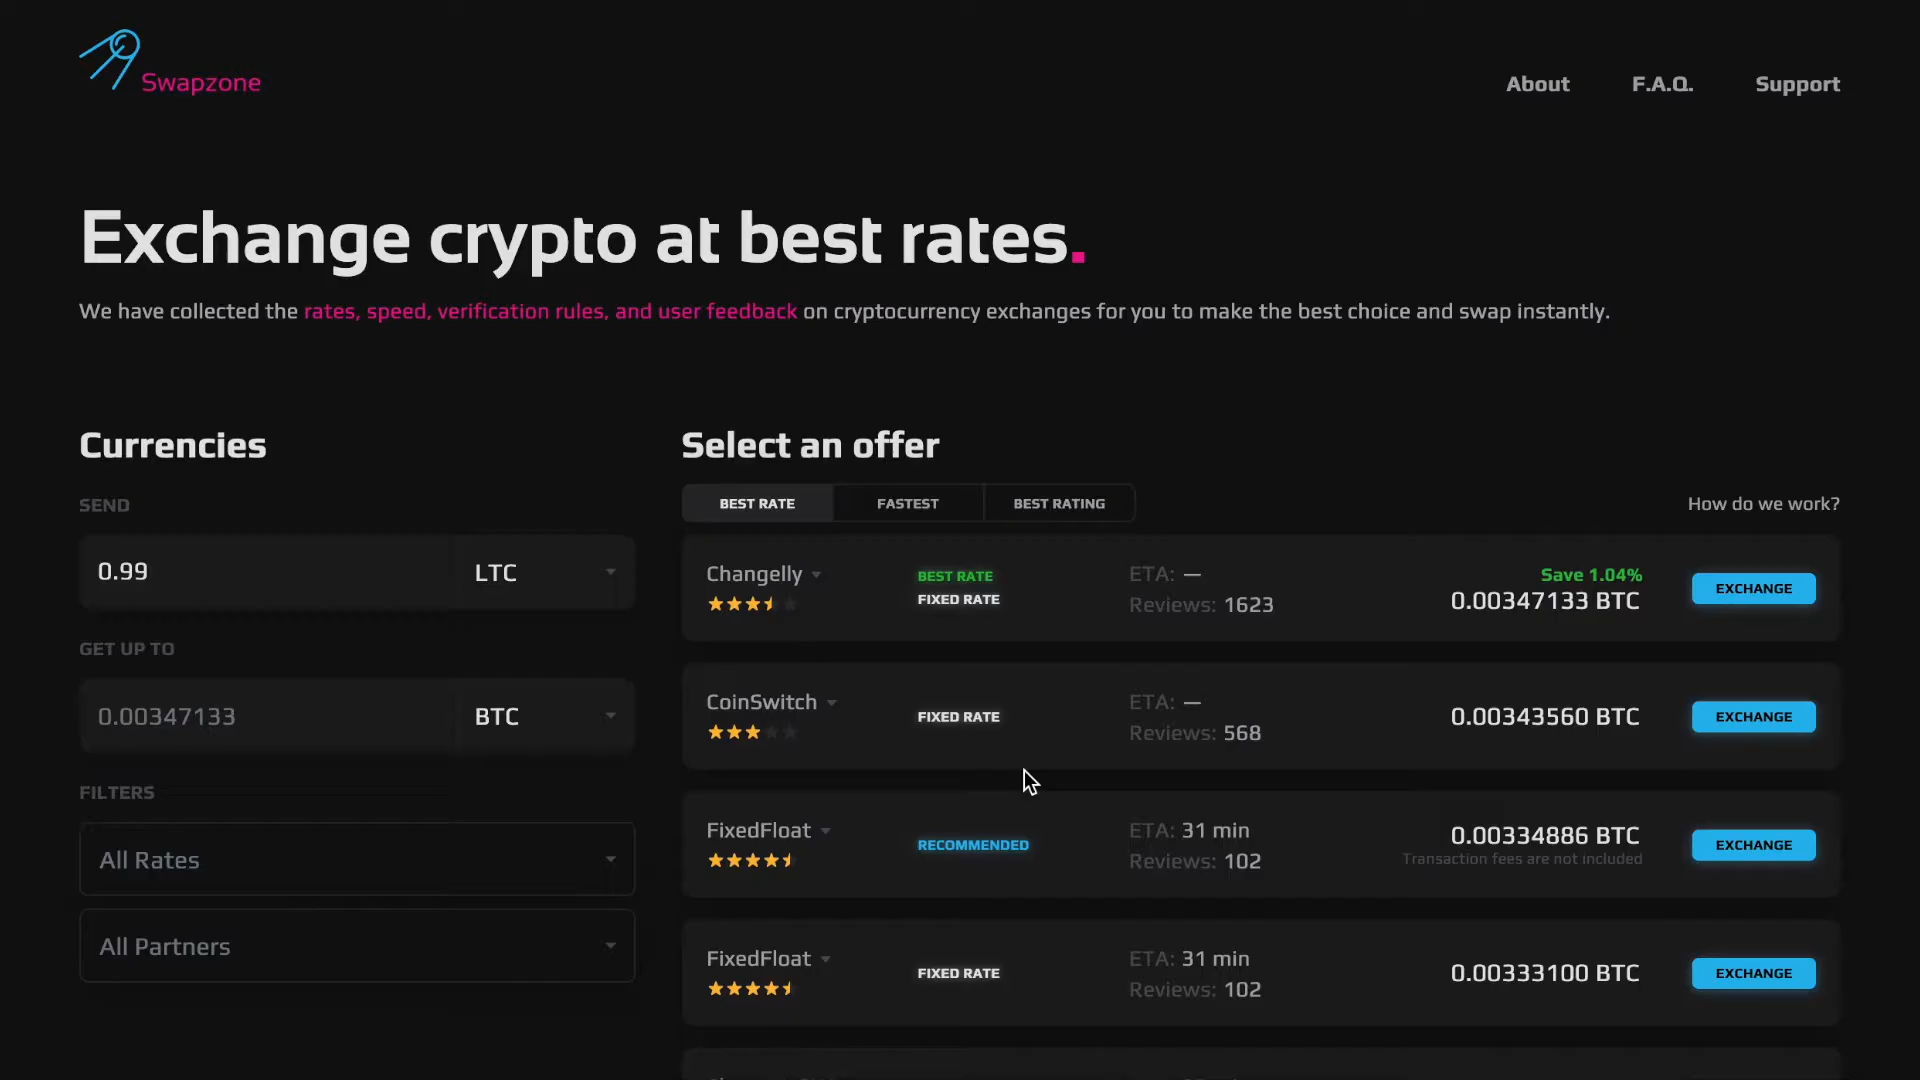 Swapzone
About
F.A.Q.
Support
Exchange crypto at best rates.
We have collected the rates, speed, verification rules, and user feedback on cryptocurrency exchanges for you to make the best choice and swap instantly.
Currencies
SEND
0.99
LTC
GET UP TO
0.00347133
BTC
FILTERS
All Rates
All Partners
Select an offer
BEST RATE
FASTEST
BEST RATING
How do we work?
Changelly
BEST RATE
FIXED RATE
ETA: —
Reviews: 1623
Save 1.04%
0.00347133 BTC
EXCHANGE
CoinSwitch
FIXED RATE
ETA: —
Reviews: 568
0.00343560 BTC
EXCHANGE
FixedFloat
RECOMMENDED
ETA: 31 min
Reviews: 102
0.00334886 BTC
Transaction fees are not included
EXCHANGE
FixedFloat
FIXED RATE
ETA: 31 min
Reviews: 102
0.00333100 BTC
EXCHANGE